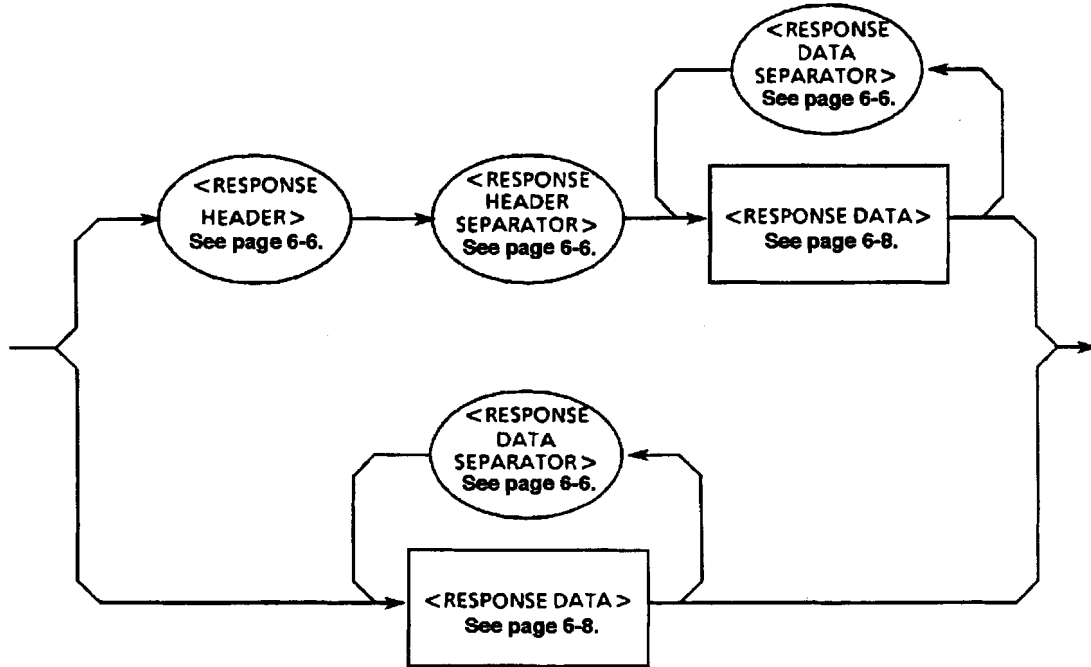 <RESPONSE
DATA
SEPARATOR>
See page 6-6.
<RESPONSE
HEADER>
See page 6-6.
<RESPONSE
HEADER
SEPARATOR>
See page 6-6.
<RESPONSE DATA>
See page 6-8.
<RESPONSE
DATA
SEPARATOR>
See page 6-6.
<RESPONSE DATA>
See page 6-8.